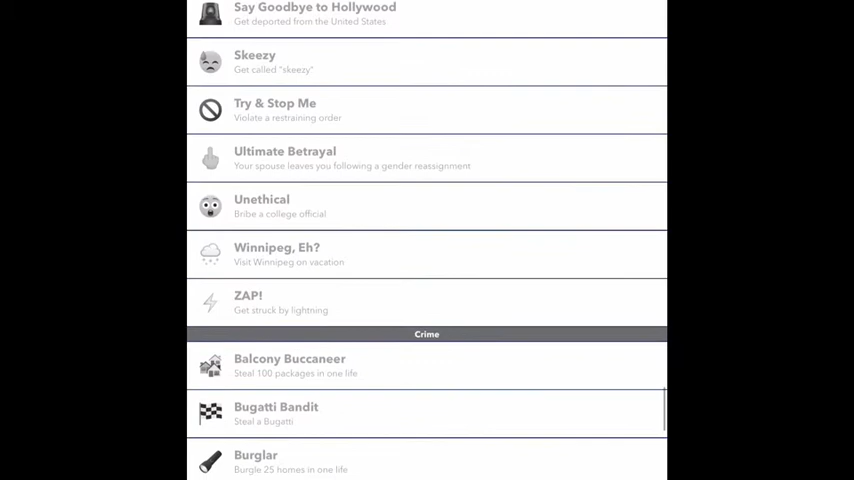 Say Goodbye to Hollywood
Get deported from the United States
Skeezy
Get called "skeezy"
Try & Stop Me
Violate a restraining order
Ultimate Betrayal
Your spouse leaves you following a gender reassignment
Unethical
Bribe a college official
Winnipeg, Eh?
Visit Winnipeg on vacation
ZAP!
Get struck by lightning
Crime
Balcony Buccaneer
Steal 100 packages in one life
Bugatti Bandit
Steal a Bugatti
Burglar
Burgle 25 homes in one life